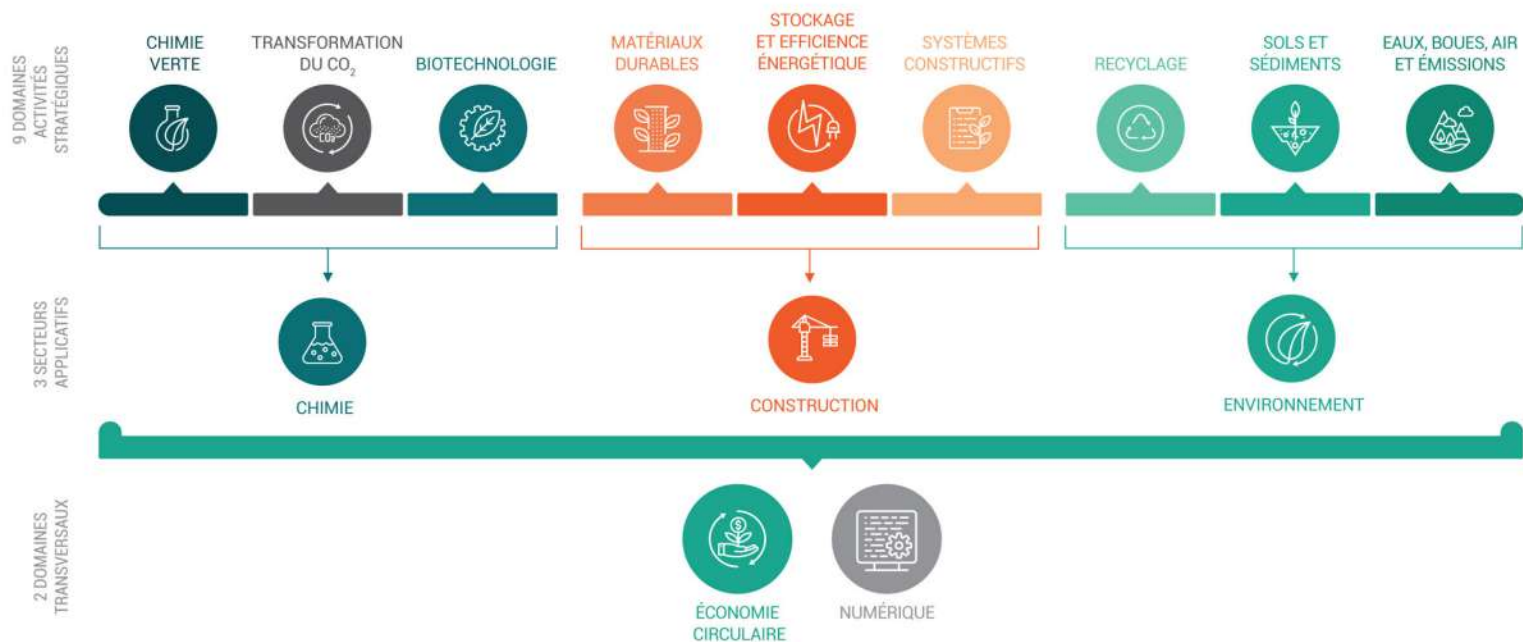 9 DOMAINES
ACTIVITÉS
STRATÉGIQUES
CHIMIE
VERTE
TRANSFORMATION
DU CO2
BIOTECHNOLOGIE
MATÉRIAUX
DURABLES
STOCKAGE
ET EFFICIENCE
ÉNERGÉTIQUE
SYSTÈMES
CONSTRUCTIFS
RECYCLAGE
SOLS ET
SÉDIMENTS
EAUX, BOUES, AIR
ET ÉMISSIONS
CO2
3 SECTEURS
APPLICATIFS
CHIMIE
CONSTRUCTION
ENVIRONNEMENT
2 DOMAINES
TRANSVERSAUX
$
ÉCONOMIE
CIRCULAIRE
NUMÉRIQUE